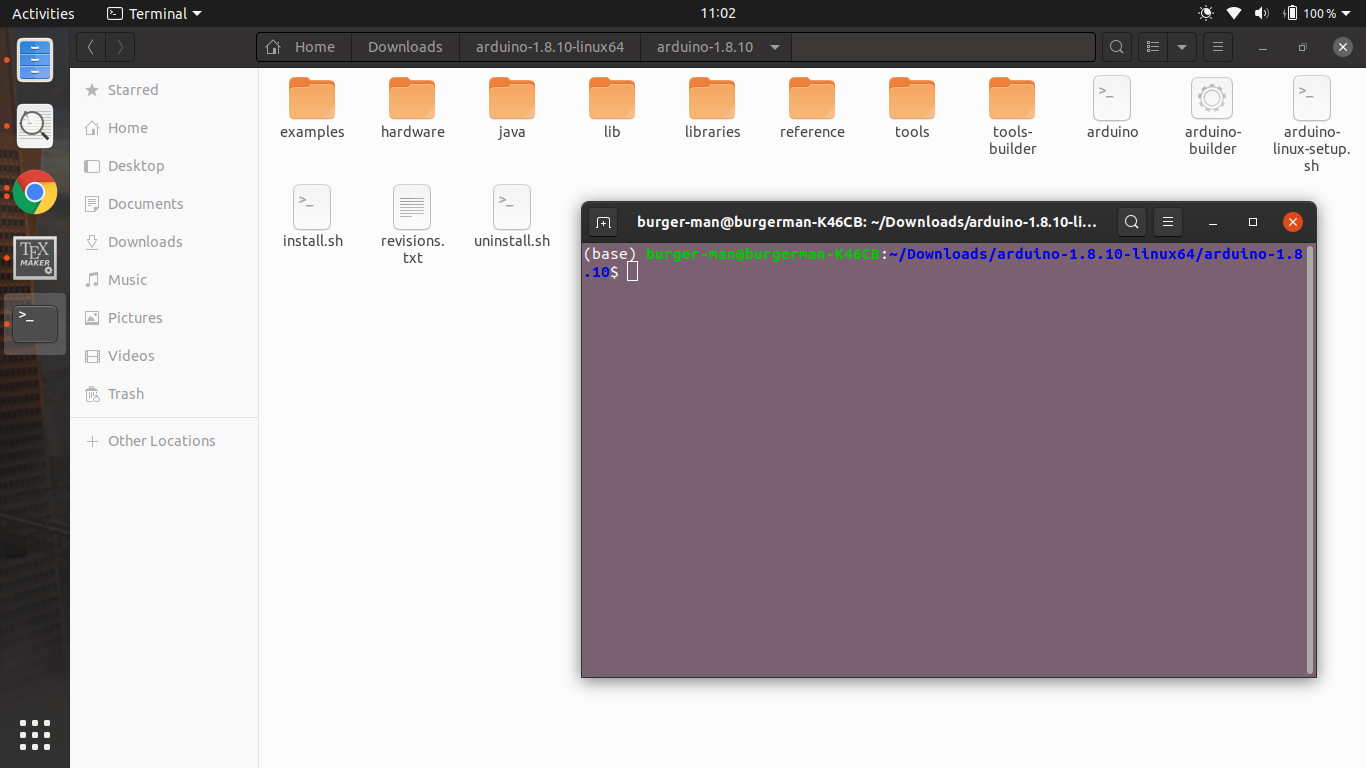 Activities
Terminal
11:02
100 %
Home
Downloads
arduino-1.8.10-linux64
arduino-1.8.10
Starred
Home
Desktop
Documents
Downloads
Music
Pictures
Videos
Trash
Other Locations
examples
hardware
java
lib
libraries
reference
tools
tools-
builder
>_
arduino
arduino-
builder
>_
arduino-
linux-setup.
sh
>_
install.sh
revisions.
txt
>_
uninstall.sh
TEX
MAKER
>_
burger-man@burgerman-K46CB: ~/Downloads/arduino-1.8.10-li...
(base) burger-man@burgerman-K46CB:~/Downloads/arduino-1.8.10-linux64/arduino-1.8
.10$